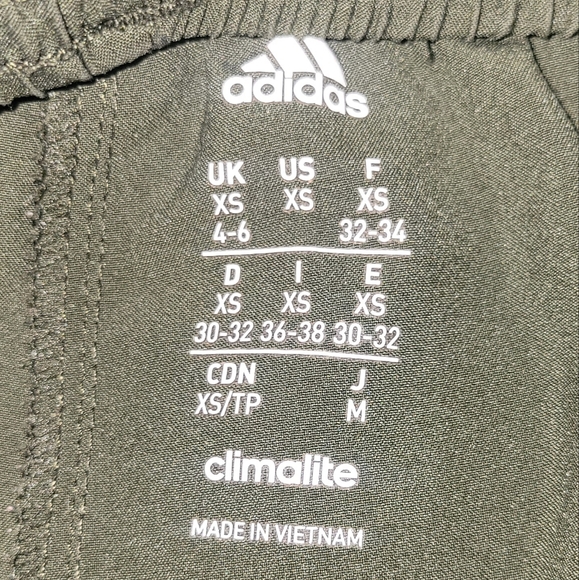 adidas
UK US F
XS XS XS
4-6 32-34
D I E
XS XS XS
30-32 36-38 30-32
CDN J
XS/TP M
climalite
MADE IN VIETNAM